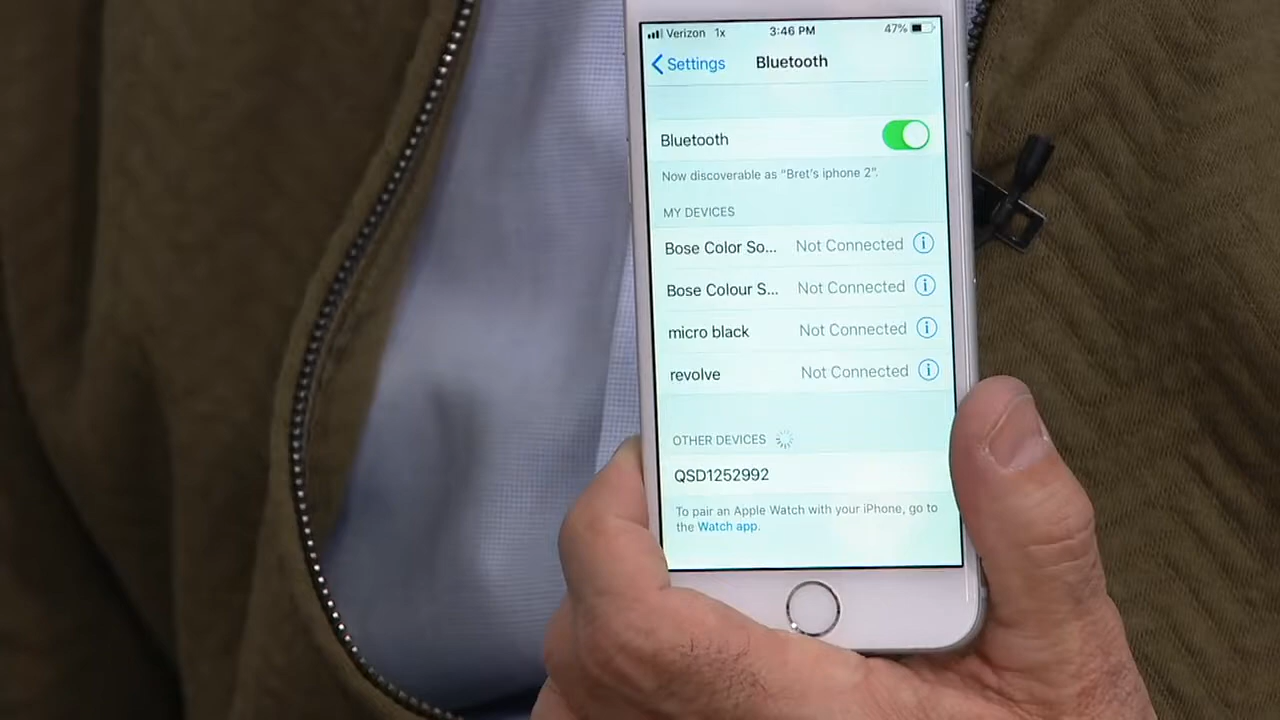 Verizon 1x 3:46 PM 47%
Settings Bluetooth
Bluetooth
Now discoverable as “Bret’s iphone 2”.
MY DEVICES
Bose Color So... Not Connected
Bose Colour S... Not Connected
micro black Not Connected
revolve Not Connected
OTHER DEVICES
QSD1252992
To pair an Apple Watch with your iPhone, go to
the Watch app.